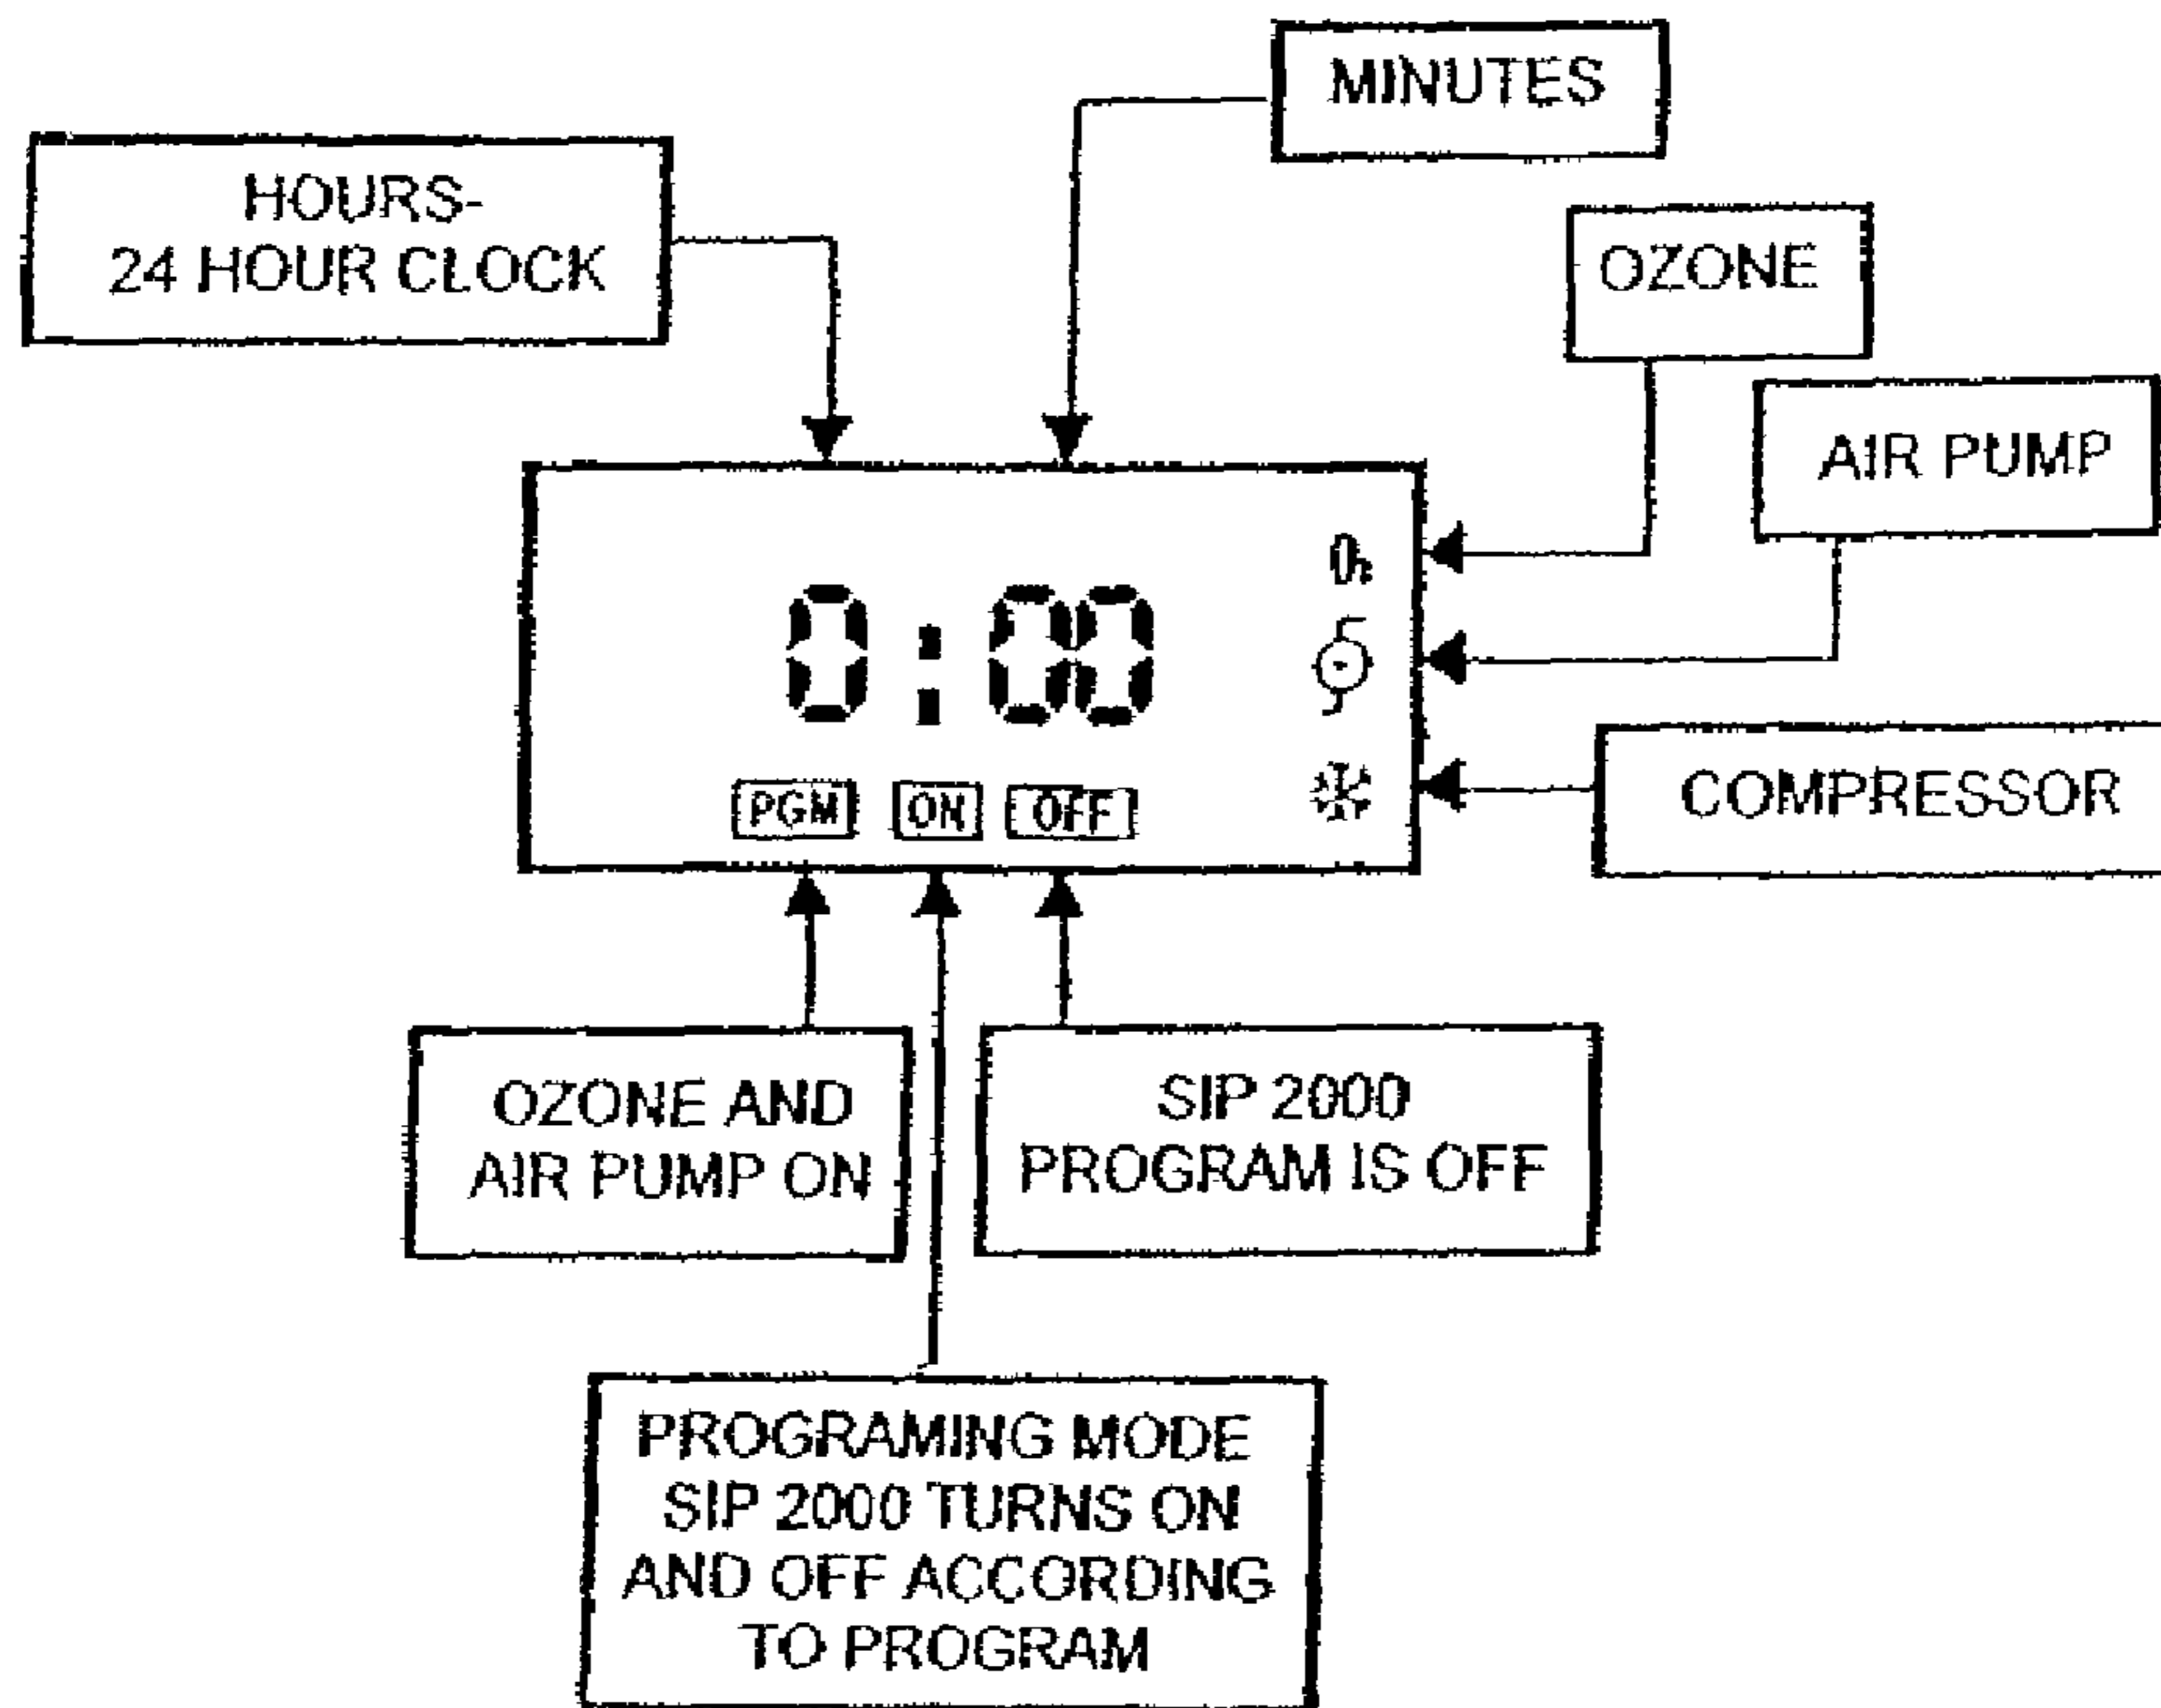 MINUTES
HOURS-
24 HOUR CLOCK
OZONE
AIR PUMP
0:00
COMPRESSOR
PGM ON OFF
OZONE AND
AIR PUMP ON
SIP 2000
PROGRAM IS OFF
PROGRAMING MODE
SIP 2000 TURNS ON
AND OFF ACCORDING
TO PROGRAM